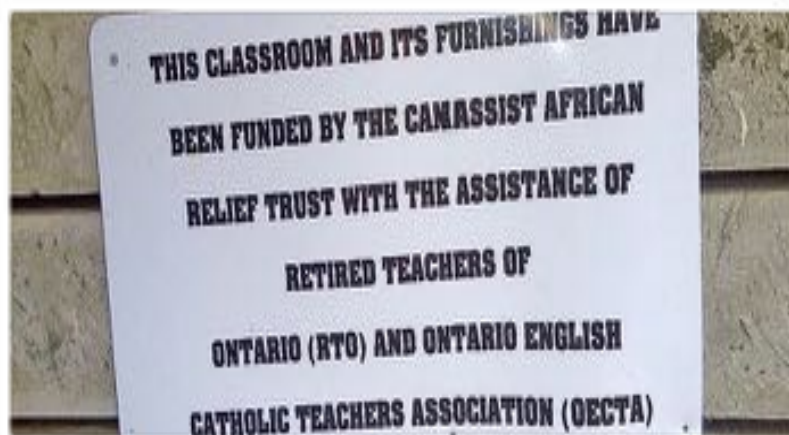 THIS CLASSROOM AND ITS FURNISHINGS HAVE
BEEN FUNDED BY THE CANASSIST AFRICAN
RELIEF TRUST WITH THE ASSISTANCE OF
RETIRED TEACHERS OF
ONTARIO (RTO) AND ONTARIO ENGLISH
CATHOLIC TEACHERS ASSOCIATION (OECTA)